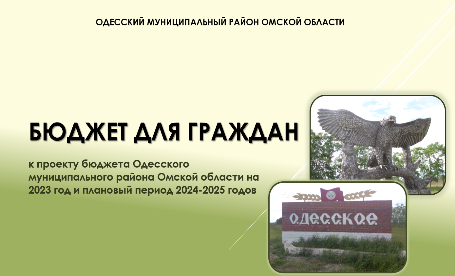 ОДЕССКИЙ МУНИЦИПАЛЬНЫЙ РАЙОН ОМСКОЙ ОБЛАСТИ
БЮДЖЕТ ДЛЯ ГРАЖДАН
к проекту бюджета Одесского
муниципального района Омской области на
2023 год и плановый период 2024-2025 годов
ОДЕССКОЕ